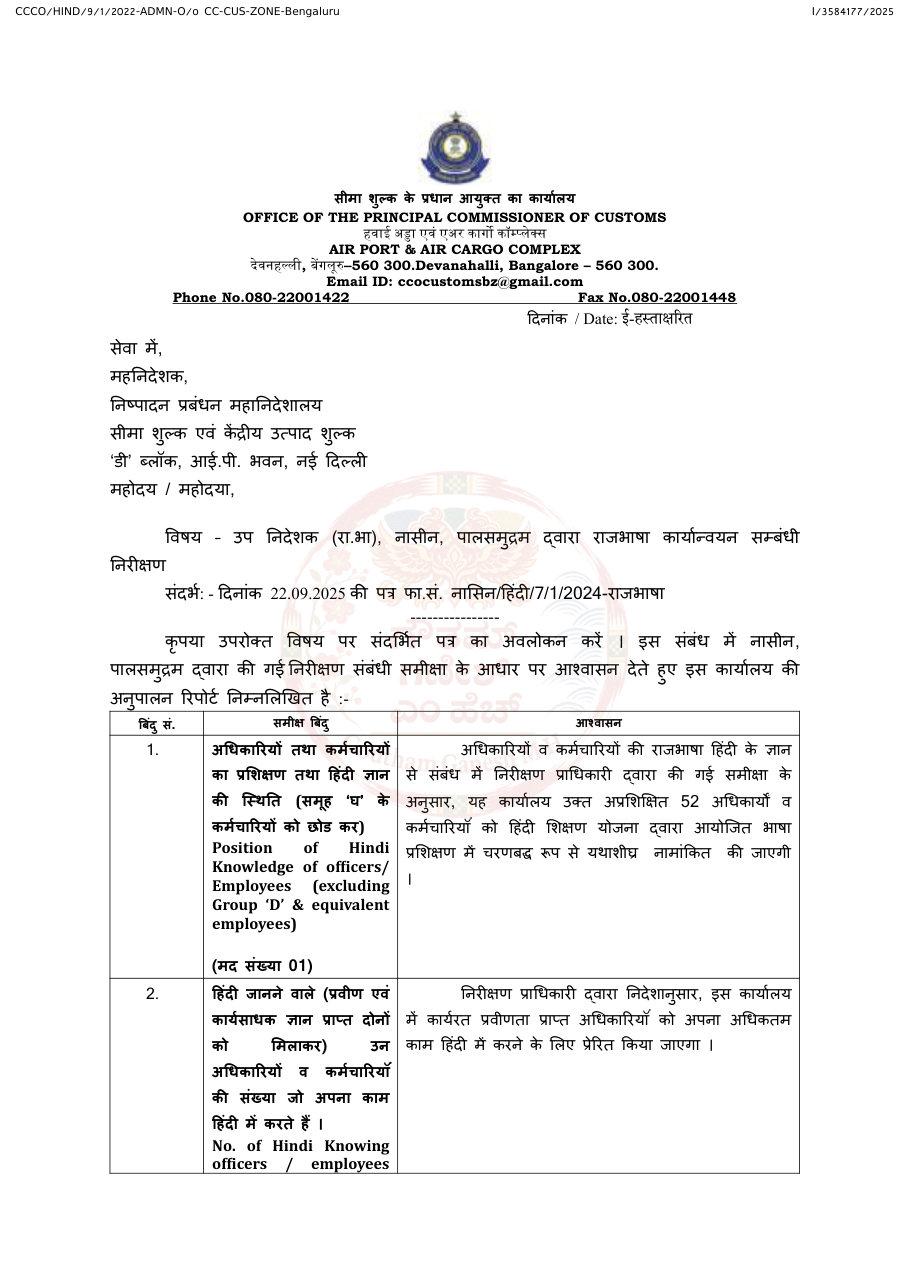 CCCO/HIND/9/1/2022-ADMN-O/o CC-CUS-ZONE-Bengaluru
I/3584177/2025
सीमा शुल्क के प्रधान आयुक्त का कार्यालय
OFFICE OF THE PRINCIPAL COMMISSIONER OF CUSTOMS
हवाई अड्डा एवं एअर कार्गो कॉम्प्लेक्स
AIR PORT & AIR CARGO COMPLEX
देवनहल्ली, बेंगलूरु–560 300.Devanahalli, Bangalore – 560 300.
Email ID: ccocustomsbz@gmail.com
Phone No.080-22001422 Fax No.080-22001448
दिनांक / Date: ई-हस्ताक्षरित
सेवा में,
महनिदेशक,
निष्पादन प्रबंधन महानिदेशालय
सीमा शुल्क एवं केंद्रीय उत्पाद शुल्क
'डी' ब्लॉक, आई.पी. भवन, नई दिल्ली
महोदय / महोदया,
विषय – उप निदेशक (रा.भा), नासीन, पालसमुद्रम द्वारा राजभाषा कार्यान्वयन सम्बंधी
निरीक्षण
संदर्भ: - दिनांक 22.09.2025 की पत्र फा.सं. नासिन/हिंदी/7/1/2024-राजभाषा
----------------
कृपया उपरोक्त विषय पर संदर्भित पत्र का अवलोकन करें । इस संबंध में नासीन,
पालसमुद्रम द्वारा की गई निरीक्षण संबंधी समीक्षा के आधार पर आश्वासन देते हुए इस कार्यालय की
अनुपालन रिपोर्ट निम्नलिखित है :-
बिंदु सं. समीक्ष बिंदु आश्वासन
1.
अधिकारियों तथा कर्मचारियों
का प्रशिक्षण तथा हिंदी ज्ञान
की स्थिति (समूह 'घ' के
कर्मचारियों को छोड कर)
Position of Hindi
Knowledge of officers/
Employees (excluding
Group 'D' & equivalent
employees)
(मद संख्या 01)
अधिकारियों व कर्मचारियों की राजभाषा हिंदी के ज्ञान
से संबंध में निरीक्षण प्राधिकारी द्वारा की गई समीक्षा के
अनुसार, यह कार्यालय उक्त अप्रशिक्षित 52 अधिकार्यों व
कर्मचारियॉ को हिंदी शिक्षण योजना द्वारा आयोजित भाषा
प्रशिक्षण में चरणबद्ध रूप से यथाशीघ्र नामांकित की जाएगी
।
2.
हिंदी जानने वाले (प्रवीण एवं
कार्यसाधक ज्ञान प्राप्त दोनों
को मिलाकर) उन
अधिकारियों व कर्मचारियॉ
की संख्या जो अपना काम
हिंदी में करते हैं ।
No. of Hindi Knowing
officers / employees
निरीक्षण प्राधिकारी द्वारा निदेशानुसार, इस कार्यालय
में कार्यरत प्रवीणता प्राप्त अधिकारियॉ को अपना अधिकतम
काम हिंदी में करने के लिए प्रेरित किया जाएगा ।